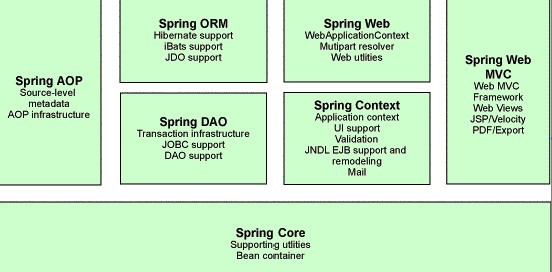 Spring AOP
Source-level
metadata
AOP infrastructure
Spring ORM
Hibernate support
iBats support
JDO support
Spring DAO
Transaction infrastructure
JOBC support
DAO support
Spring Web
WebApplicationContext
Mutipart resolver
Web utlities
Spring Context
Application context
UI support
Validation
JNDL EJB support and
remodeling
Mail
Spring Web
MVC
Web MVC
Framework
Web Views
JSP/Velocity
PDF/Export
Spring Core
Supporting utlities
Bean container